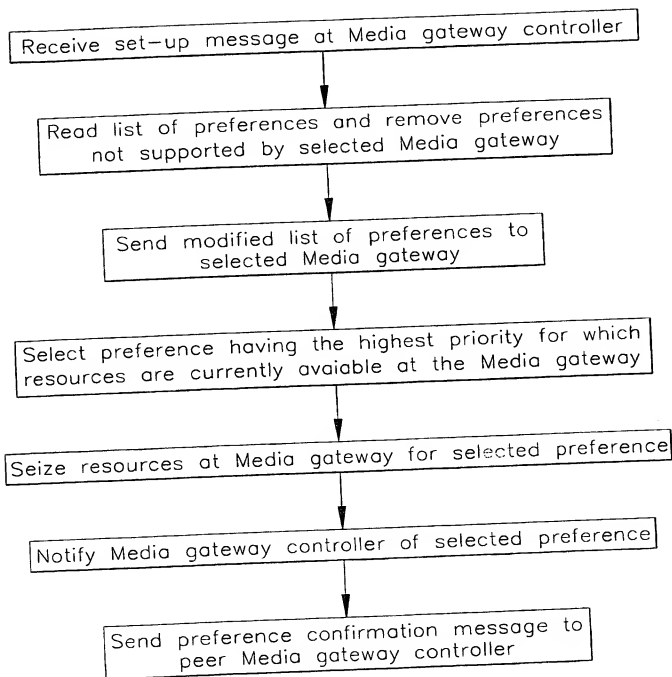 Receive set-up message at Media gateway controller
Read list of preferences and remove preferences
not supported by selected Media gateway
Send modified list of preferences to
selected Media gateway
Select preference having the highest priority for which
resources are currently avaiable at the Media gateway
Seize resources at Media gateway for selected preference
Notify Media gateway controller of selected preference
Send preference confirmation message to
peer Media gateway controller